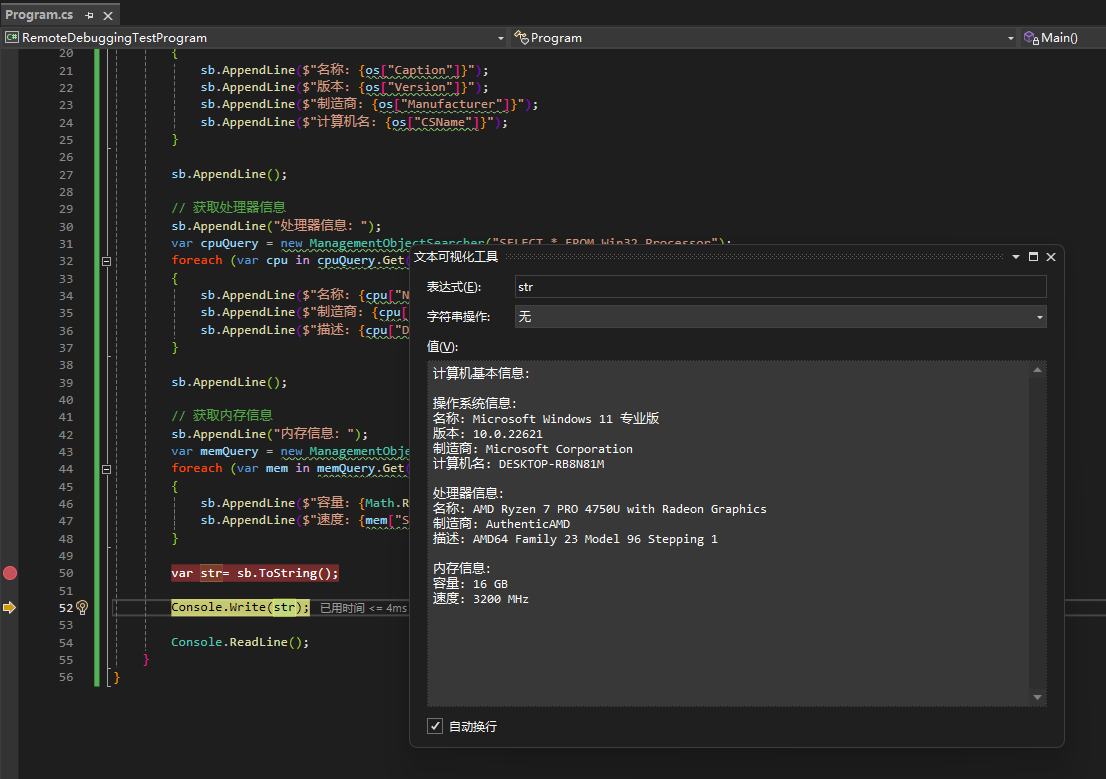 Program.cs
C# RemoteDebuggingTestProgram
Program
Main()
20 {
21 sb.AppendLine($"名称: {os["Caption"]}");
22 sb.AppendLine($"版本: {os["Version"]}");
23 sb.AppendLine($"制造商: {os["Manufacturer"]}");
24 sb.AppendLine($"计算机名: {os["CSName"]}");
25 }
26
27 sb.AppendLine();
28
29 // 获取处理器信息
30 sb.AppendLine("处理器信息: ");
31 var cpuQuery = new ManagementObjectSearcher("SELECT * FROM Win32_Processor");
32 foreach (var cpu in cpuQuery.Get(
33 {
34 sb.AppendLine($"名称: {cpu["N
35 sb.AppendLine($"制造商: {cpu[
36 sb.AppendLine($"描述: {cpu["D
37 }
38
39 sb.AppendLine();
40
41 // 获取内存信息
42 sb.AppendLine("内存信息: ");
43 var memQuery = new ManagementObje
44 foreach (var mem in memQuery.Get(
45 {
46 sb.AppendLine($"容量: {Math.R
47 sb.AppendLine($"速度: {mem["S
48 }
49
50 var str= sb.ToString();
51
52 Console.Write(str); 已用时间 <= 4ms
53
54 Console.ReadLine();
55 }
56 }
文本可视化工具
表达式(E): str
字符串操作: 无
值(V):
计算机基本信息:
操作系统信息:
名称: Microsoft Windows 11 专业版
版本: 10.0.22621
制造商: Microsoft Corporation
计算机名: DESKTOP-RB8N81M
处理器信息:
名称: AMD Ryzen 7 PRO 4750U with Radeon Graphics
制造商: AuthenticAMD
描述: AMD64 Family 23 Model 96 Stepping 1
内存信息:
容量: 16 GB
速度: 3200 MHz
自动换行